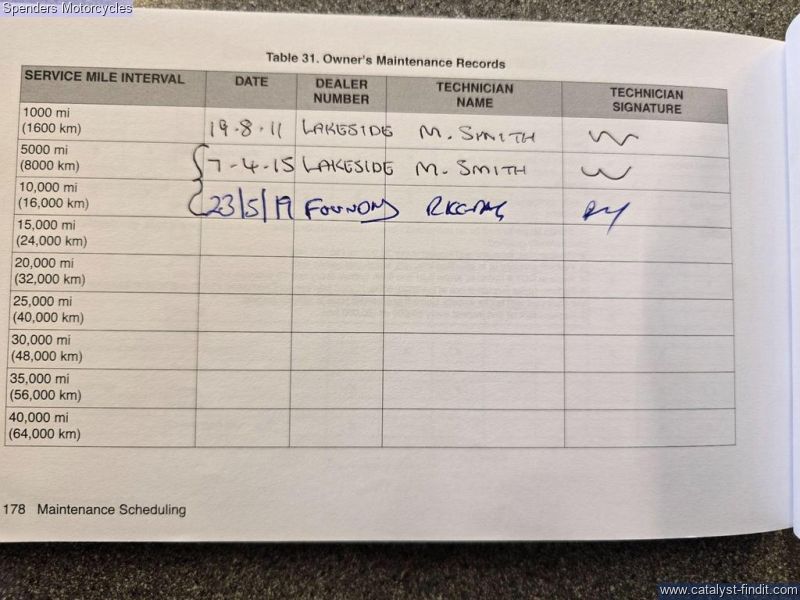 Spenders Motorcycles
Table 31. Owner's Maintenance Records
SERVICE MILE INTERVAL DATE DEALER NUMBER TECHNICIAN NAME TECHNICIAN SIGNATURE
1000 mi
(1600 km) 19-8-11 LAKESIDE M. SMITH
5000 mi
(8000 km) 7-4-15 LAKESIDE M. SMITH
10,000 mi
(16,000 km) 23/5/19 FOUNDRY
15,000 mi
(24,000 km)
20,000 mi
(32,000 km)
25,000 mi
(40,000 km)
30,000 mi
(48,000 km)
35,000 mi
(56,000 km)
40,000 mi
(64,000 km)
178 Maintenance Scheduling
www.catalyst-findit.com